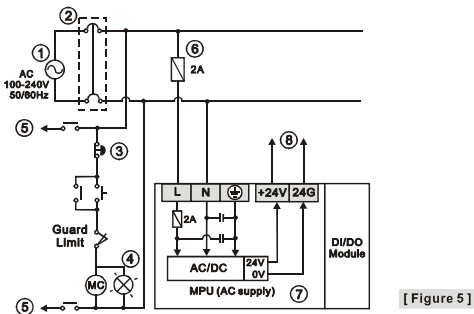 ②
①
⑥
AC
100-240V
50/60Hz
2A
⑤
③
⑧
L N +24V 24G
2A
Guard
Limit
④
DI/DO
Module
24V
AC/DC
0V
MC
MPU (AC supply)
⑦
⑤
[ Figure 5 ]